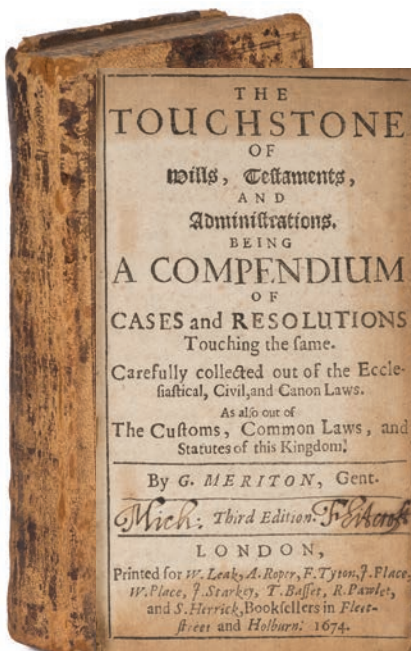 THE
TOUCHSTONE
OF
Wills, Teſtaments,
AND
Adminiſtrations.
BEING
A COMPENDIUM
OF
CASES and RESOLUTIONS
Touching the ſame.
Carefully collected out of the Eccle-
ſiaſtical, Civil, and Canon Laws.
As alſo out of
The Cuſtoms, Common Laws, and
Statutes of this Kingdom.
By G. MERITON, Gent.
Mich: Third Edition.
LONDON,
Printed for W. Leak, A. Roper, F. Tyton, J. Place,
W. Place, J. Starkey, T. Baſſet, R. Pawlet,
and S. Herrick, Bookſellers in Fleet-
ſtreet and Holburn: 1674.